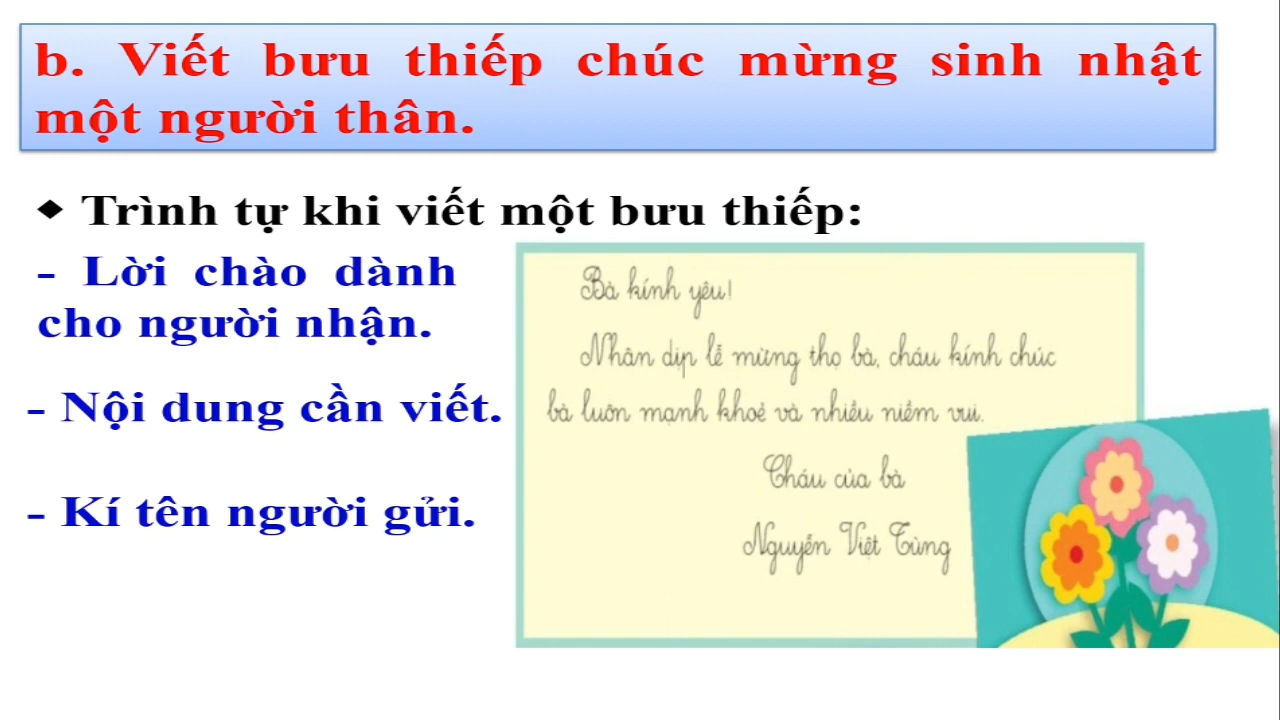 b. Viết bưu thiếp chúc mừng sinh nhật
một người thân.
◆ Trình tự khi viết một bưu thiếp:
- Lời chào dành
cho người nhận.
- Nội dung cần viết.
- Kí tên người gửi.
Bà kính yêu!
Nhân dịp lễ mừng thọ bà, cháu kính chúc
bà luôn mạnh khoẻ và nhiều niềm vui.
Cháu của bà
Nguyễn Việt Tùng